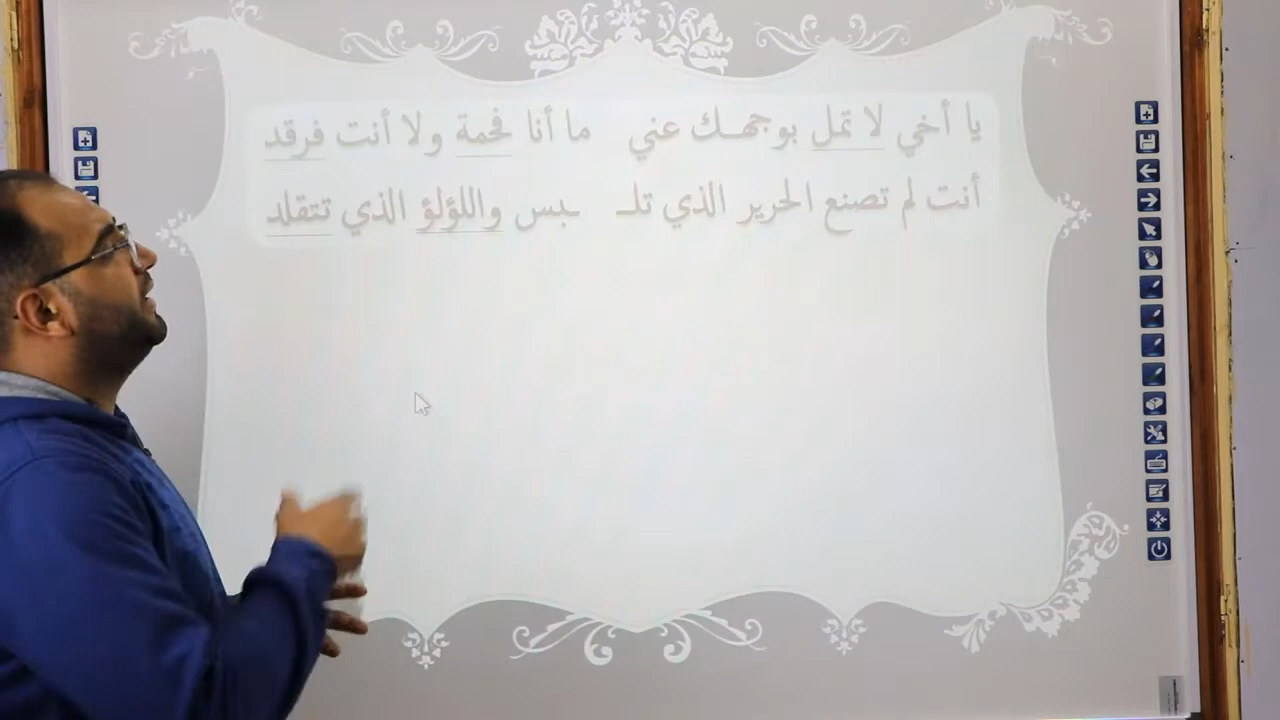 يا أخي لا تمل بوجهـك عني ما أنا فحمة ولا أنت فرقد
أنت لم تصنع الحرير الذي تلـ ـبس واللؤلؤ الذي تتقلد